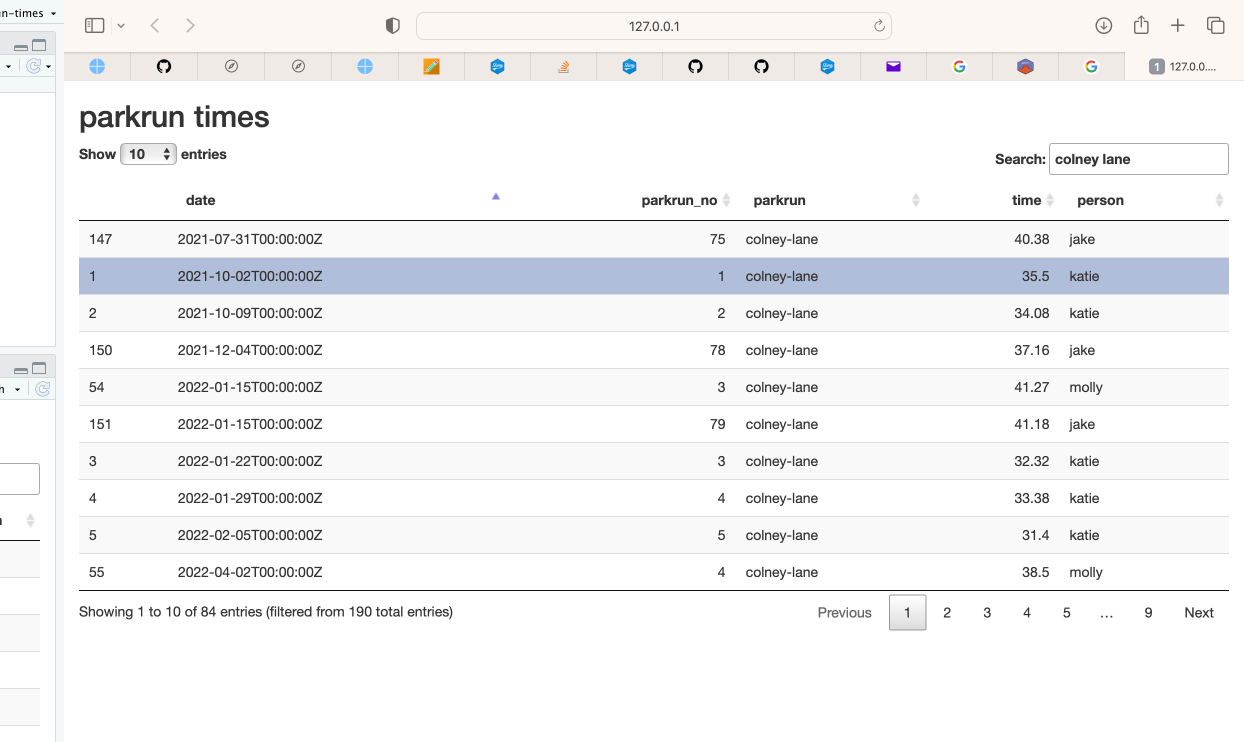 n-times
127.0.0.1
1 127.0.0....
parkrun times
Show 10 entries
Search: colney lane
date parkrun_no parkrun time person
147 2021-07-31T00:00:00Z 75 colney-lane 40.38 jake
1 2021-10-02T00:00:00Z 1 colney-lane 35.5 katie
2 2021-10-09T00:00:00Z 2 colney-lane 34.08 katie
150 2021-12-04T00:00:00Z 78 colney-lane 37.16 jake
54 2022-01-15T00:00:00Z 3 colney-lane 41.27 molly
151 2022-01-15T00:00:00Z 79 colney-lane 41.18 jake
3 2022-01-22T00:00:00Z 3 colney-lane 32.32 katie
4 2022-01-29T00:00:00Z 4 colney-lane 33.38 katie
5 2022-02-05T00:00:00Z 5 colney-lane 31.4 katie
55 2022-04-02T00:00:00Z 4 colney-lane 38.5 molly
Showing 1 to 10 of 84 entries (filtered from 190 total entries)
Previous 1 2 3 4 5 … 9 Next